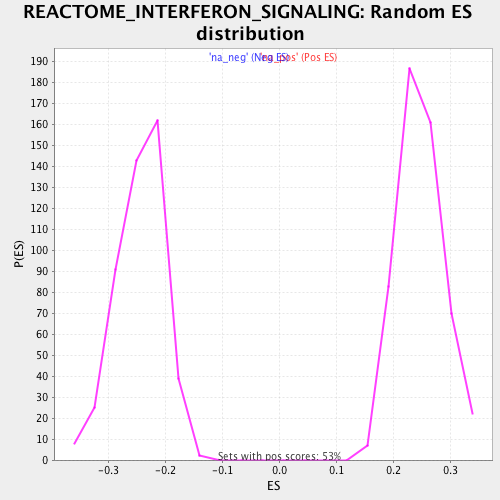 REACTOME_INTERFERON_SIGNALING: Random ES
distribution
'na_neg' (Neg ES) 'na_pos' (Pos ES)
190
180
170
160
150
140
130
120
110
100
90
80
70
60
50
40
30
20
10
0
P(ES)
Sets with pos scores: 53%
-0.3 -0.2 -0.1 0.0 0.1 0.2 0.3
ES